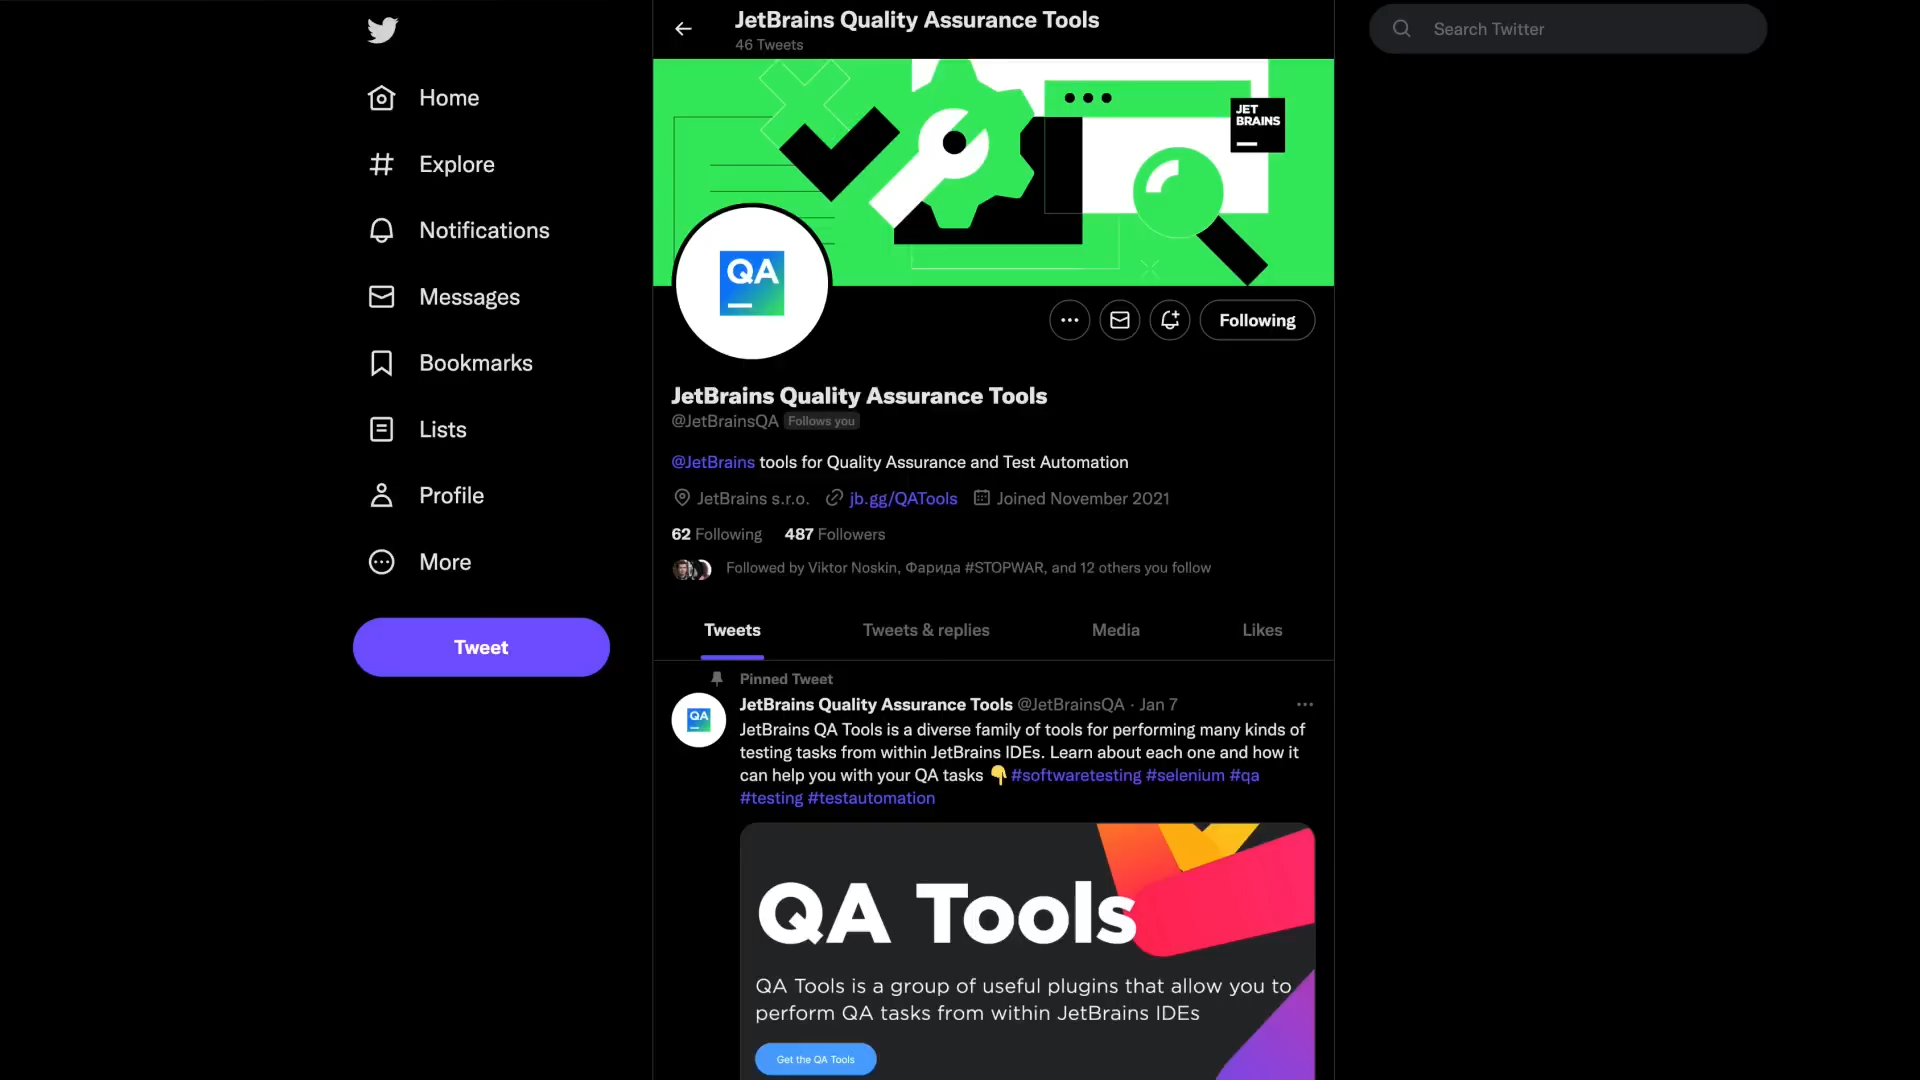 Home
Explore
Notifications
Messages
Bookmarks
Lists
Profile
More
Tweet
JetBrains Quality Assurance Tools
46 Tweets
JET
BRAINS
QA
Following
JetBrains Quality Assurance Tools
@JetBrainsQA Follows you
@JetBrains tools for Quality Assurance and Test Automation
JetBrains s.r.o. jb.gg/QATools Joined November 2021
62 Following 487 Followers
Followed by Viktor Noskin, Фарида #STOPWAR, and 12 others you follow
Tweets Tweets & replies Media Likes
Pinned Tweet
QA
JetBrains Quality Assurance Tools @JetBrainsQA · Jan 7
JetBrains QA Tools is a diverse family of tools for performing many kinds of
testing tasks from within JetBrains IDEs. Learn about each one and how it
can help you with your QA tasks 👇 #softwaretesting #selenium #qa
#testing #testautomation
QA Tools
QA Tools is a group of useful plugins that allow you to
perform QA tasks from within JetBrains IDEs
Get the QA Tools
Search Twitter